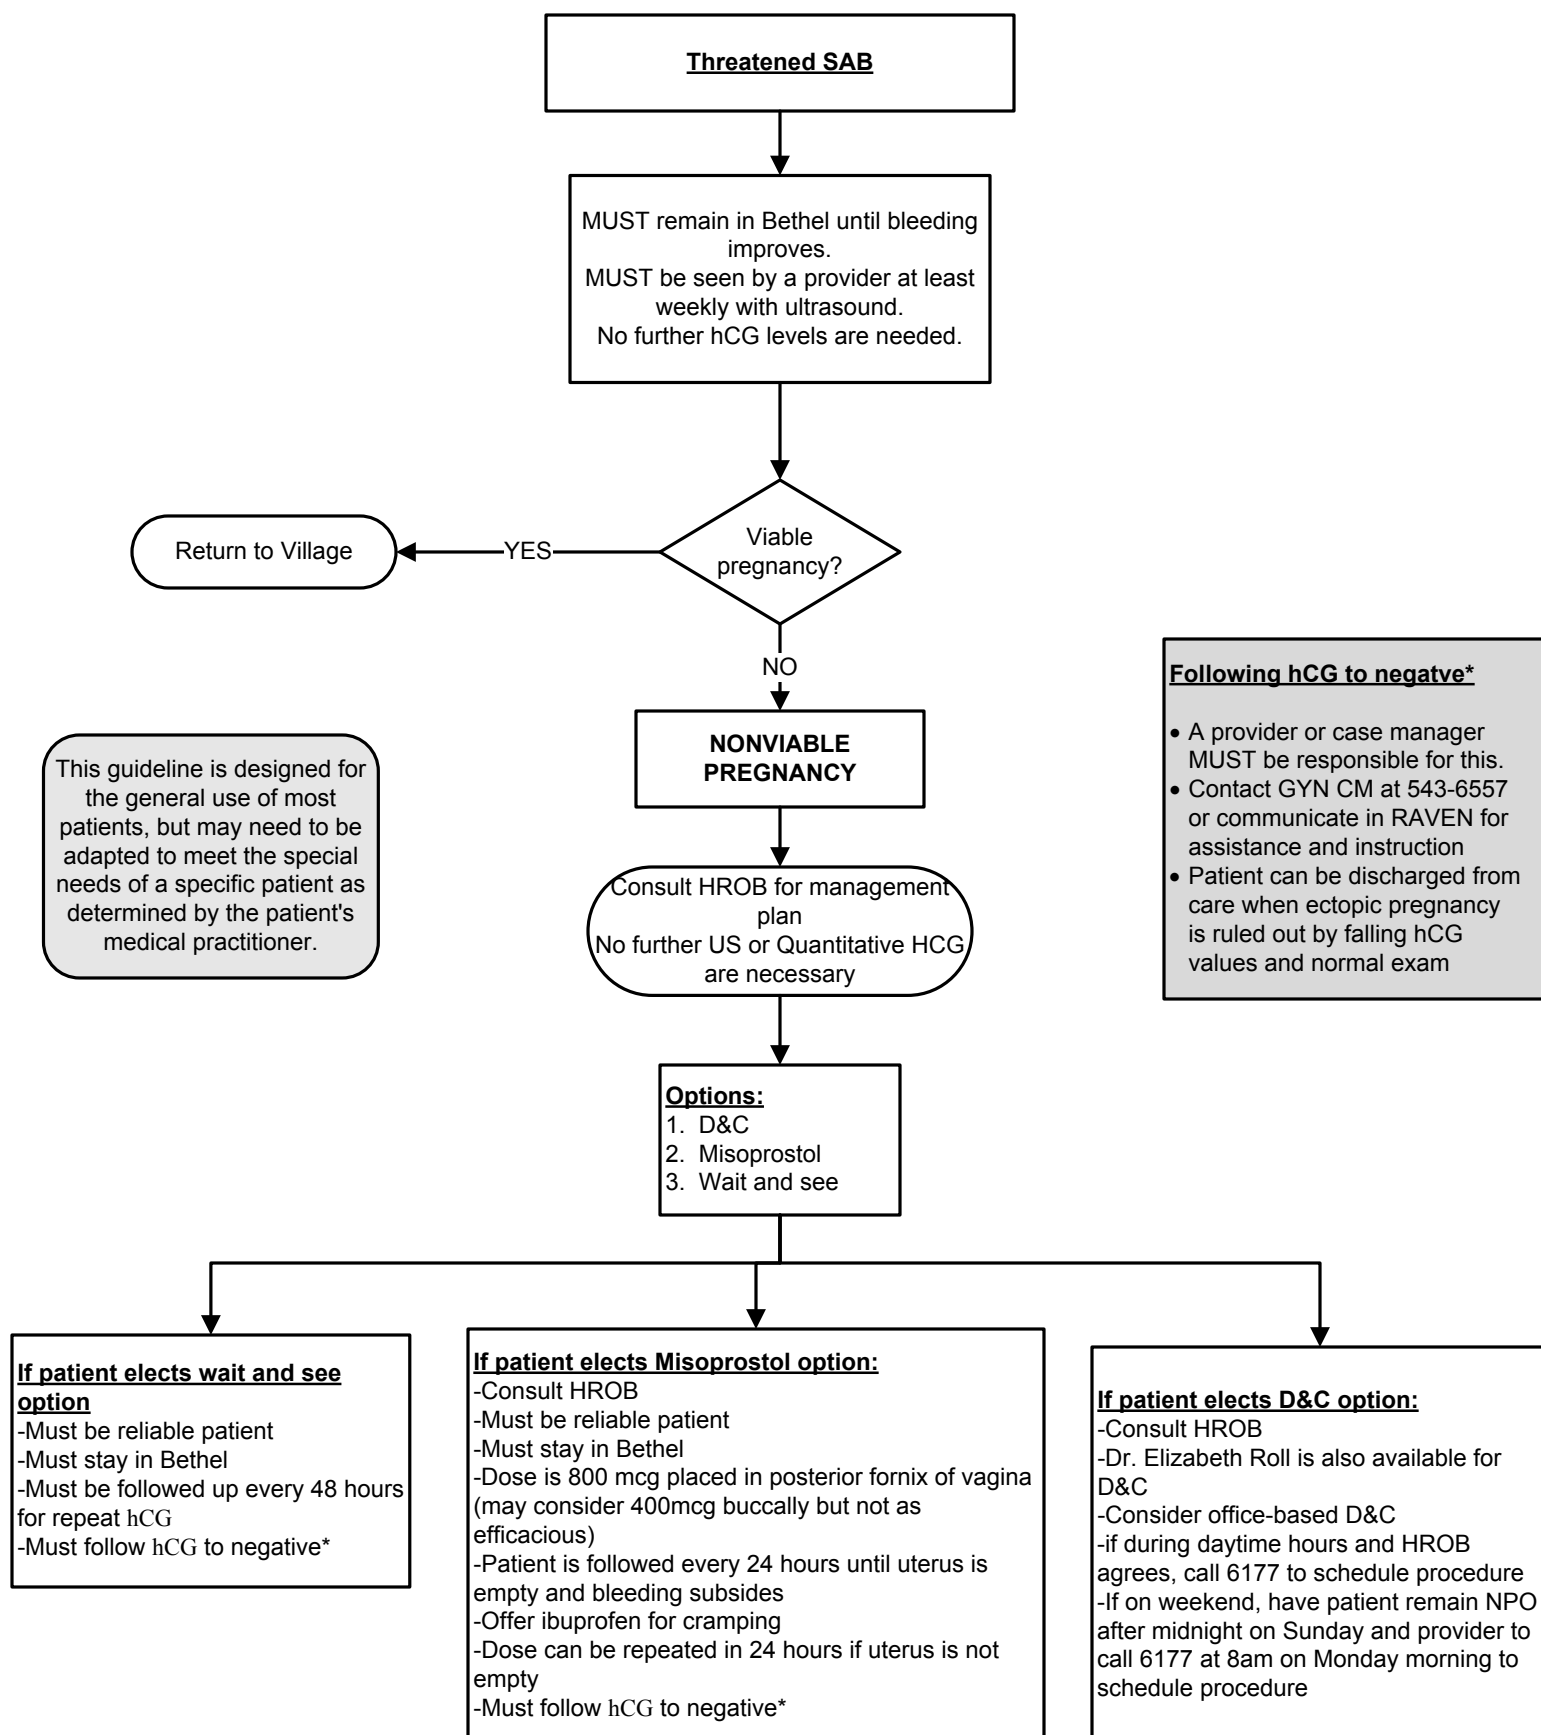 Threatened SAB
MUST remain in Bethel until bleeding
improves.
MUST be seen by a provider at least
weekly with ultrasound.
No further hCG levels are needed.
Viable
pregnancy?
YES
Return to Village
NO
NONVIABLE
PREGNANCY
This guideline is designed for
the general use of most
patients, but may need to be
adapted to meet the special
needs of a specific patient as
determined by the patient's
medical practitioner.
Following hCG to negatve*
• A provider or case manager
MUST be responsible for this.
• Contact GYN CM at 543-6557
or communicate in RAVEN for
assistance and instruction
• Patient can be discharged from
care when ectopic pregnancy
is ruled out by falling hCG
values and normal exam
Consult HROB for management
plan
No further US or Quantitative HCG
are necessary
Options:
1. D&C
2. Misoprostol
3. Wait and see
If patient elects wait and see
option
-Must be reliable patient
-Must stay in Bethel
-Must be followed up every 48 hours
for repeat hCG
-Must follow hCG to negative*
If patient elects Misoprostol option:
-Consult HROB
-Must be reliable patient
-Must stay in Bethel
-Dose is 800 mcg placed in posterior fornix of vagina
(may consider 400mcg buccally but not as
efficacious)
-Patient is followed every 24 hours until uterus is
empty and bleeding subsides
-Offer ibuprofen for cramping
-Dose can be repeated in 24 hours if uterus is not
empty
-Must follow hCG to negative*
If patient elects D&C option:
-Consult HROB
-Dr. Elizabeth Roll is also available for
D&C
-Consider office-based D&C
-if during daytime hours and HROB
agrees, call 6177 to schedule procedure
-If on weekend, have patient remain NPO
after midnight on Sunday and provider to
call 6177 at 8am on Monday morning to
schedule procedure